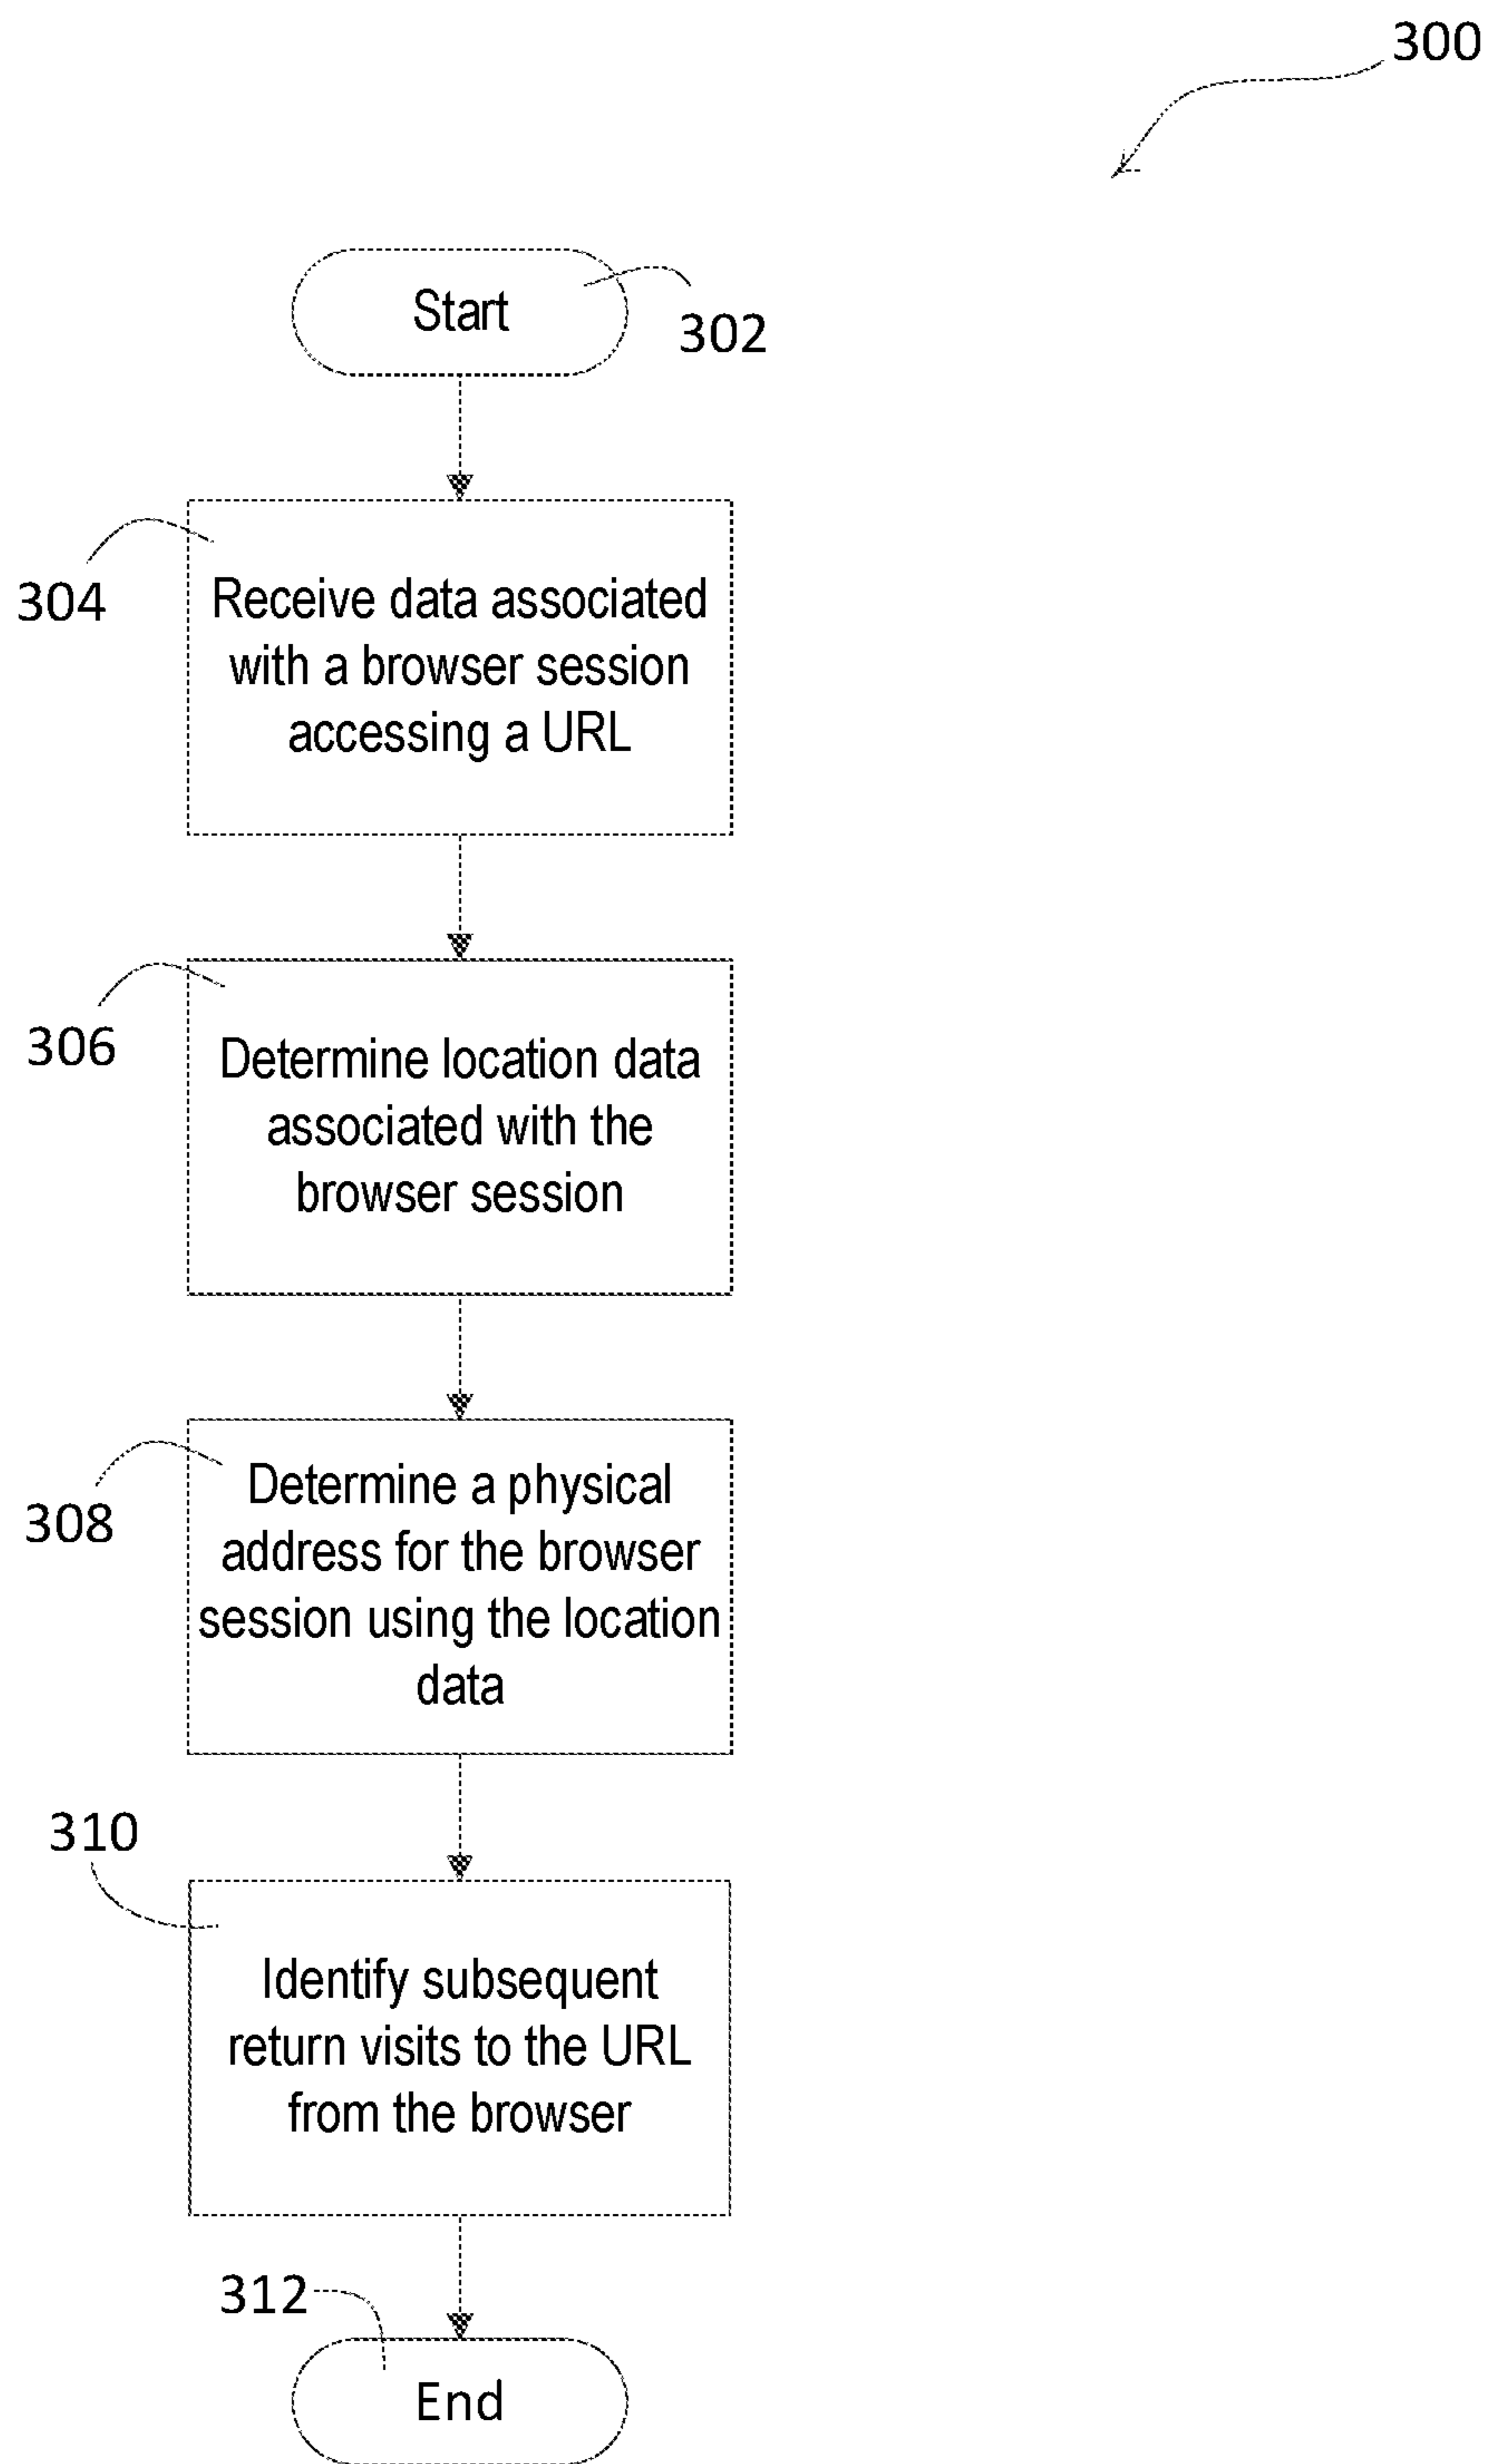 300
Start
302
304
Receive data associated
with a browser session
accessing a URL
306
Determine location data
associated with the
browser session
308
Determine a physical
address for the browser
session using the location
data
310
Identify subsequent
return visits to the URL
from the browser
312
End